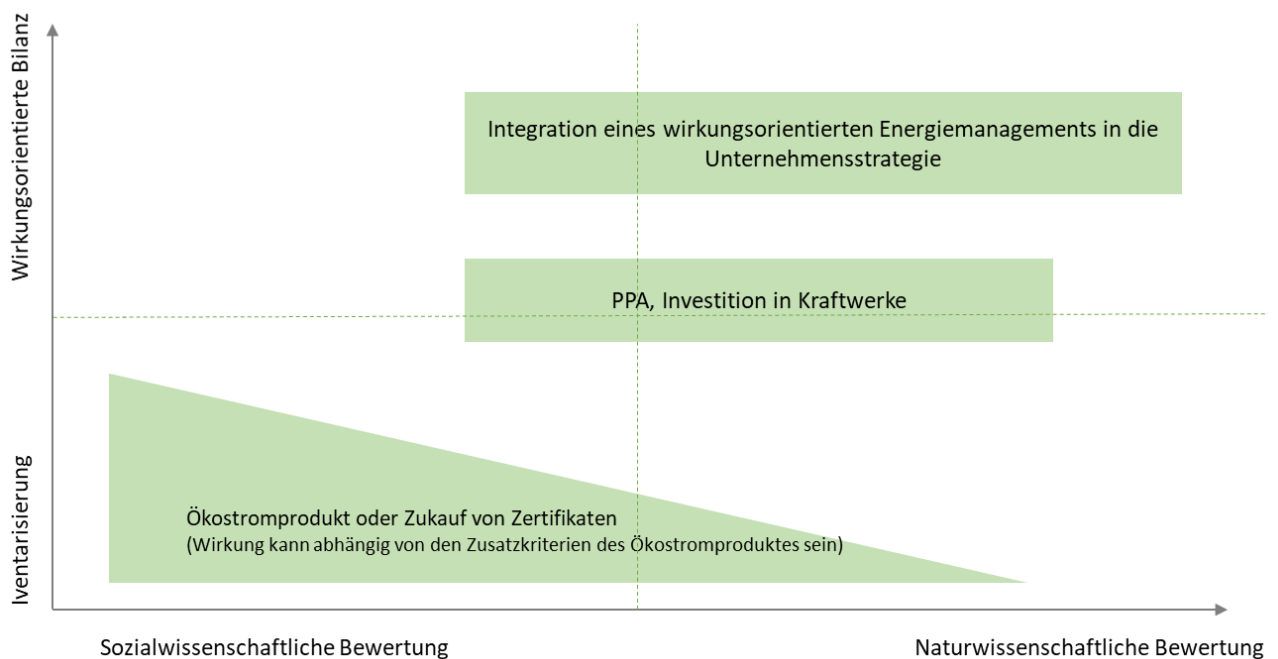 Wirkungsorientierte Bilanz
Integration eines wirkungsorientierten Energiemanagements in die
Unternehmensstrategie
PPA, Investition in Kraftwerke
Iventarisierung
Ökostromprodukt oder Zukauf von Zertifikaten
(Wirkung kann abhängig von den Zusatzkriterien des Ökostromproduktes sein)
Sozialwissenschaftliche Bewertung
Naturwissenschaftliche Bewertung